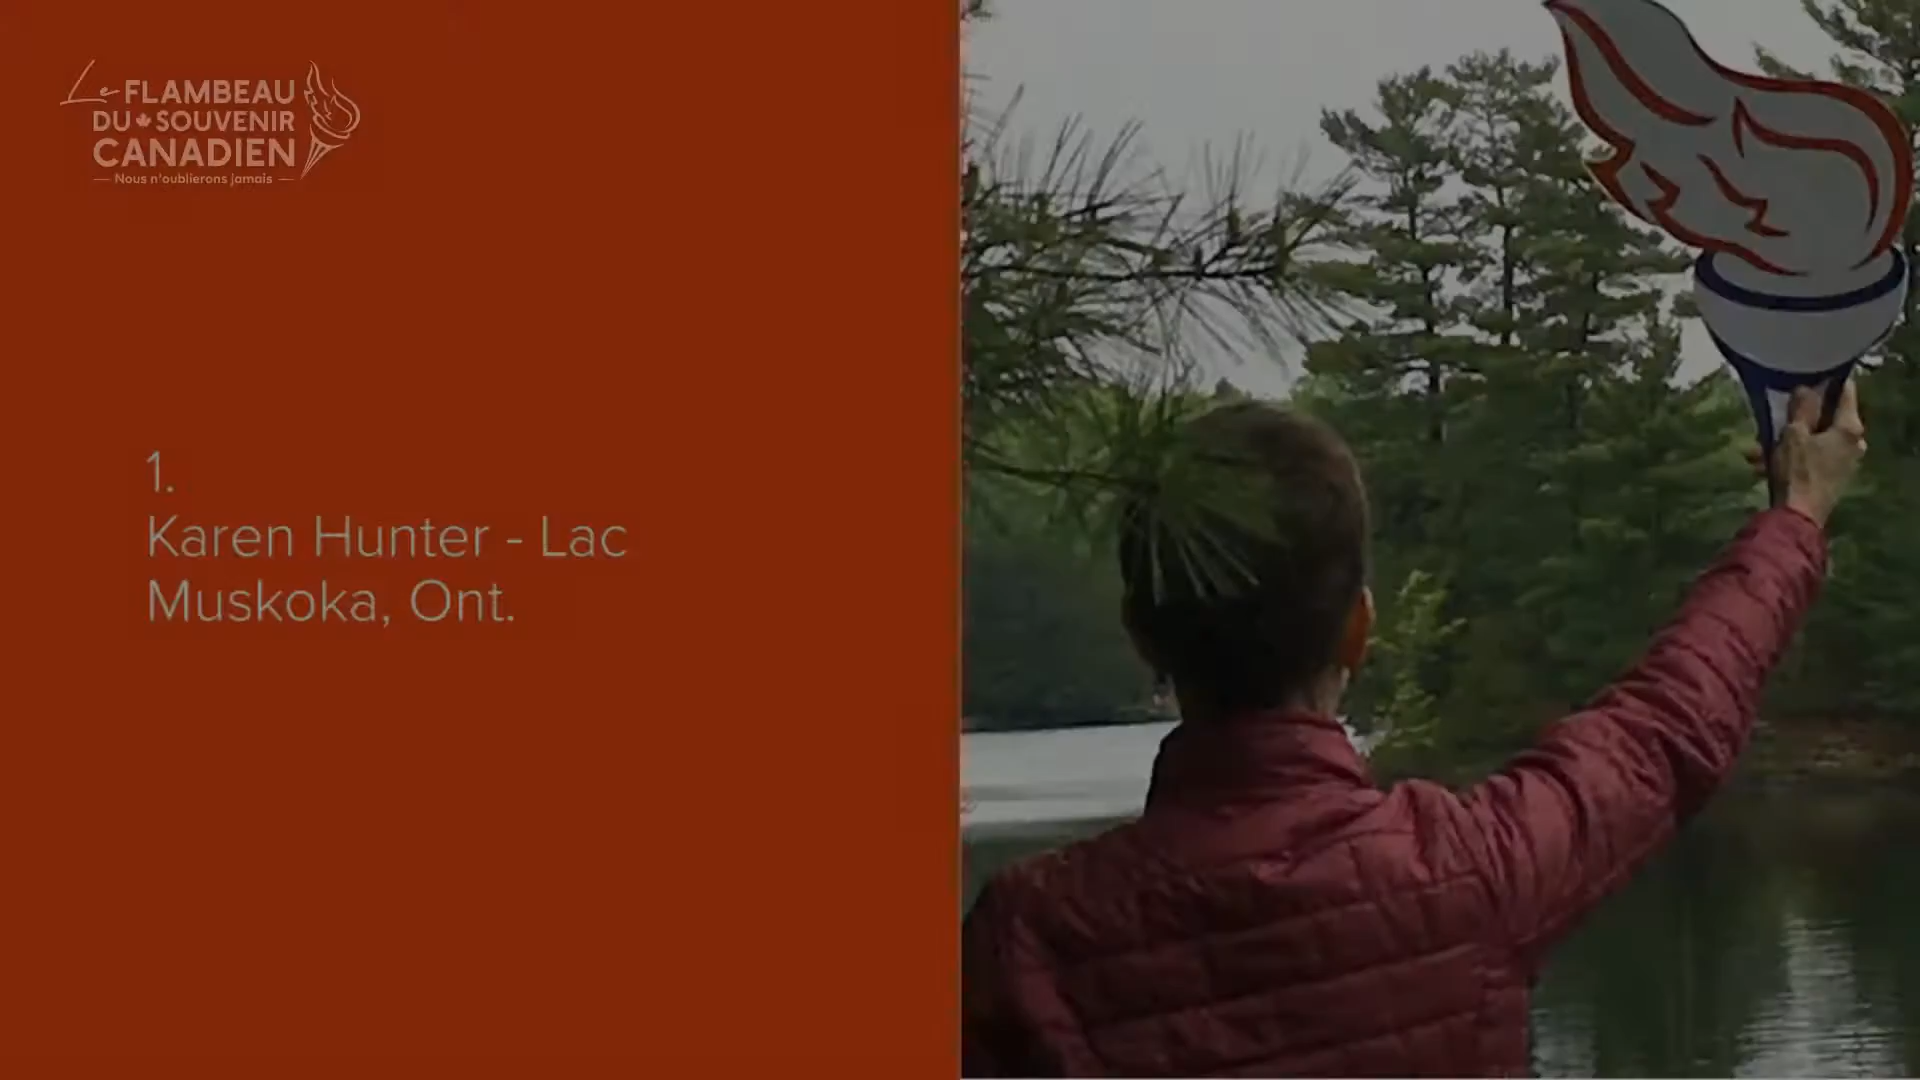 Le FLAMBEAU
DU SOUVENIR
CANADIEN
— Nous n'oublierons jamais —
1.
Karen Hunter - Lac
Muskoka, Ont.